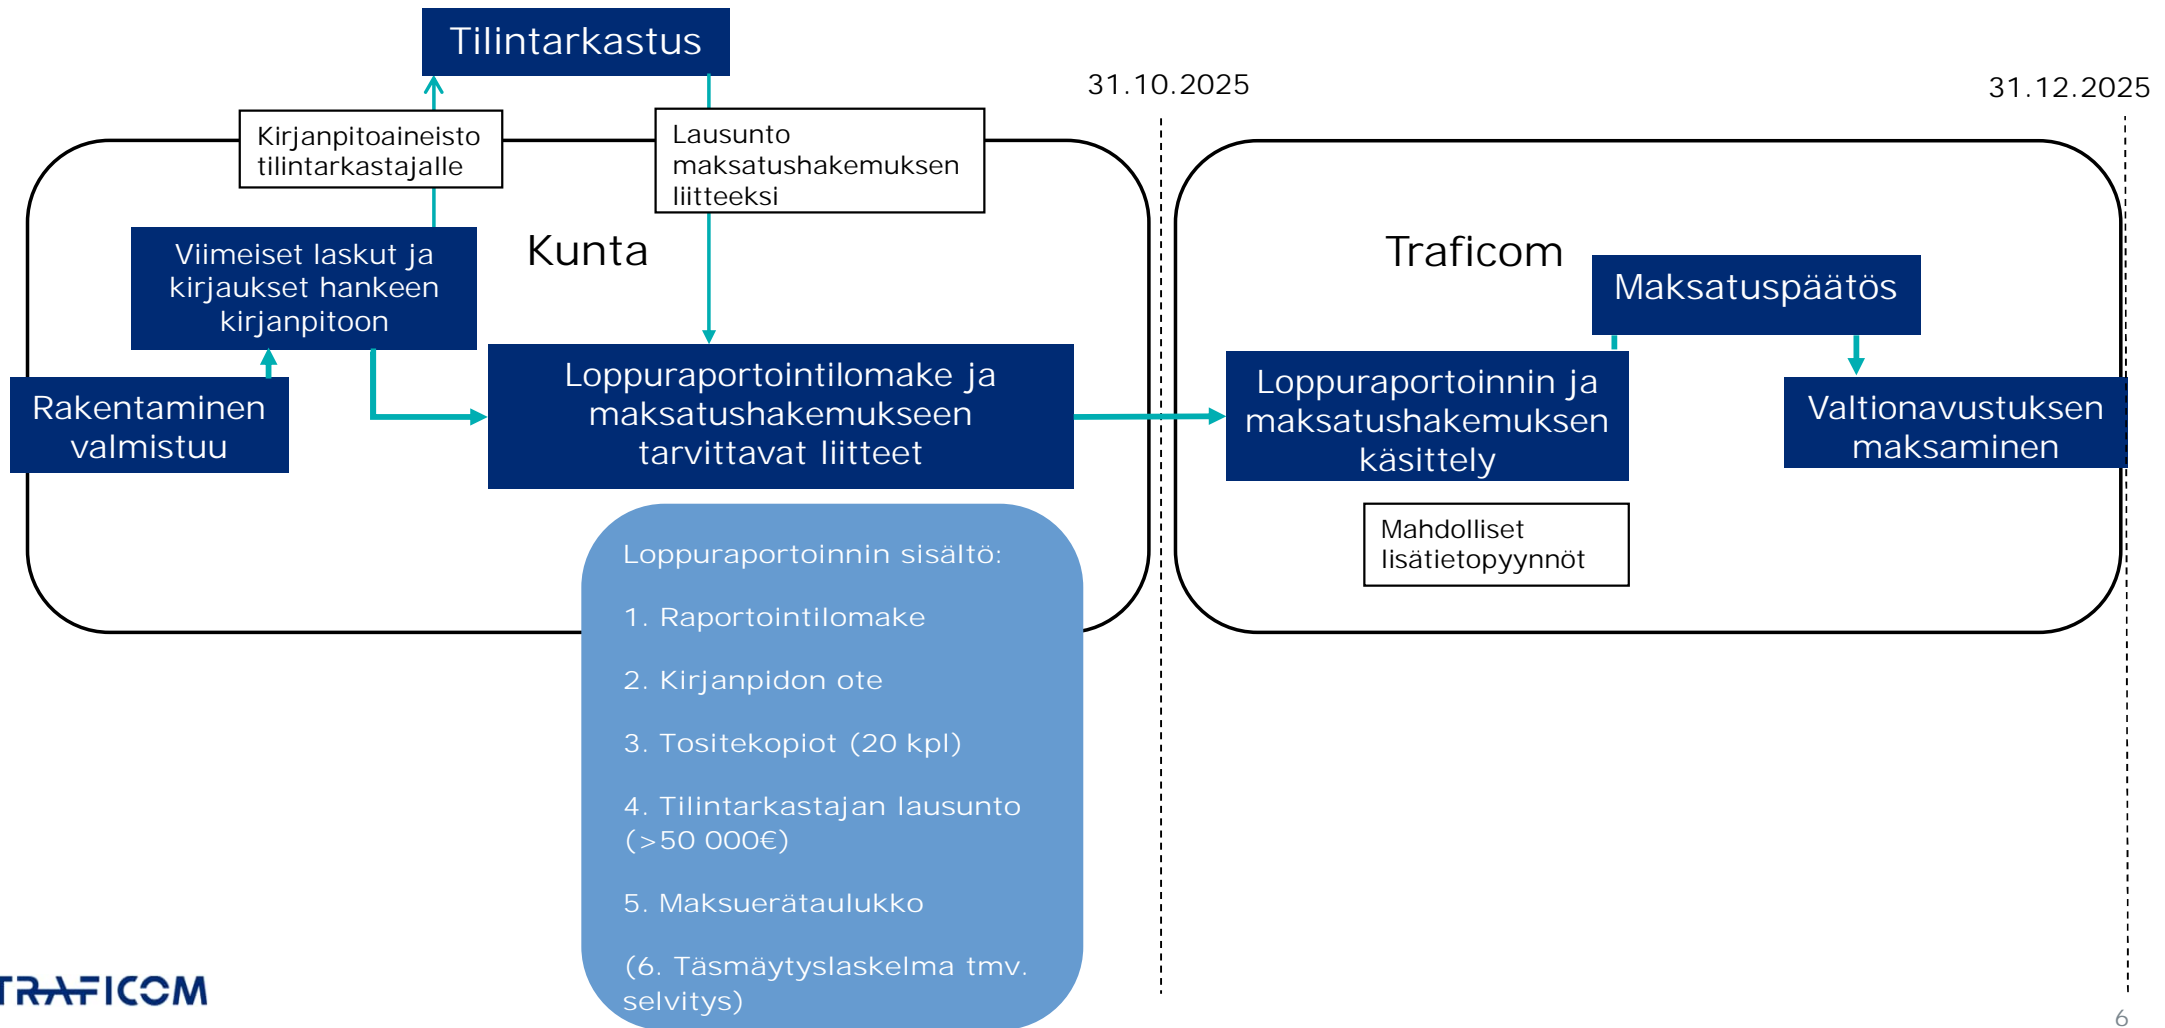 Tilintarkastus
31.10.2025
31.12.2025
Kirjanpitoaineisto
tilintarkastajalle
Lausunto
maksatushakemuksen
liitteeksi
Kunta
Traficom
Viimeiset laskut ja
kirjaukset hankeen
kirjanpitoon
Maksatuspäätös
Rakentaminen
valmistuu
Loppuraportointilomake ja
maksatushakemukseen
tarvittavat liitteet
Loppuraportoinnin ja
maksatushakemuksen
käsittely
Valtionavustuksen
maksaminen
Mahdolliset
lisätietopyynnöt
Loppuraportoinnin sisältö:
1. Raportointilomake
2. Kirjanpidon ote
3. Tositekopiot (20 kpl)
4. Tilintarkastajan lausunto
(>50 000€)
5. Maksuerätaulukko
(6. Täsmäytyslaskelma tmv.
selvitys)
TRAFICOM
6